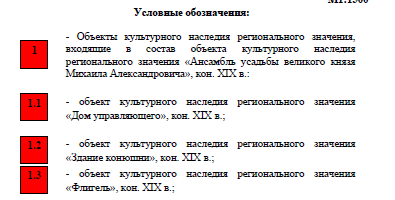 Условные обозначения:
1
- Объекты культурного наследия регионального значения,
входящие в состав объекта культурного наследия
регионального значения «Ансамбль усадьбы великого князя
Михаила Александровича», кон. XIX в.:
1.1
- объект культурного наследия регионального значения
«Дом управляющего», кон. XIX в.;
1.2
- объект культурного наследия регионального значения
«Здание конюшни», кон. XIX в.;
1.3
- объект культурного наследия регионального значения
«Флигель», кон. XIX в.;